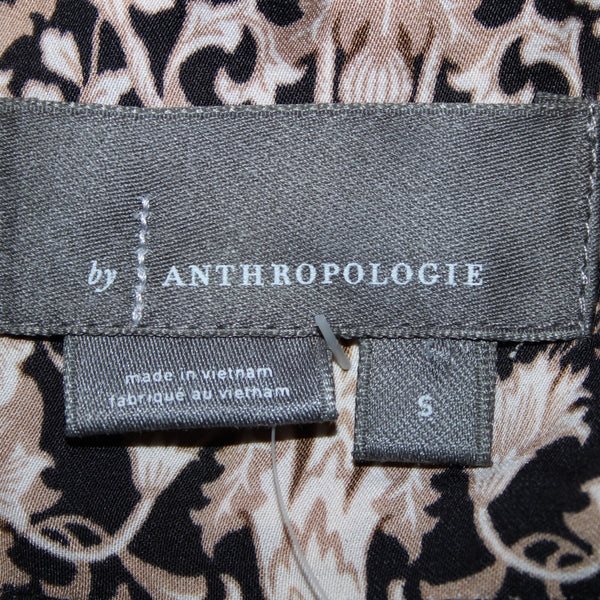 by ANTHROPOLOGIE
made in vietnam
fabriqué au vietnam
S